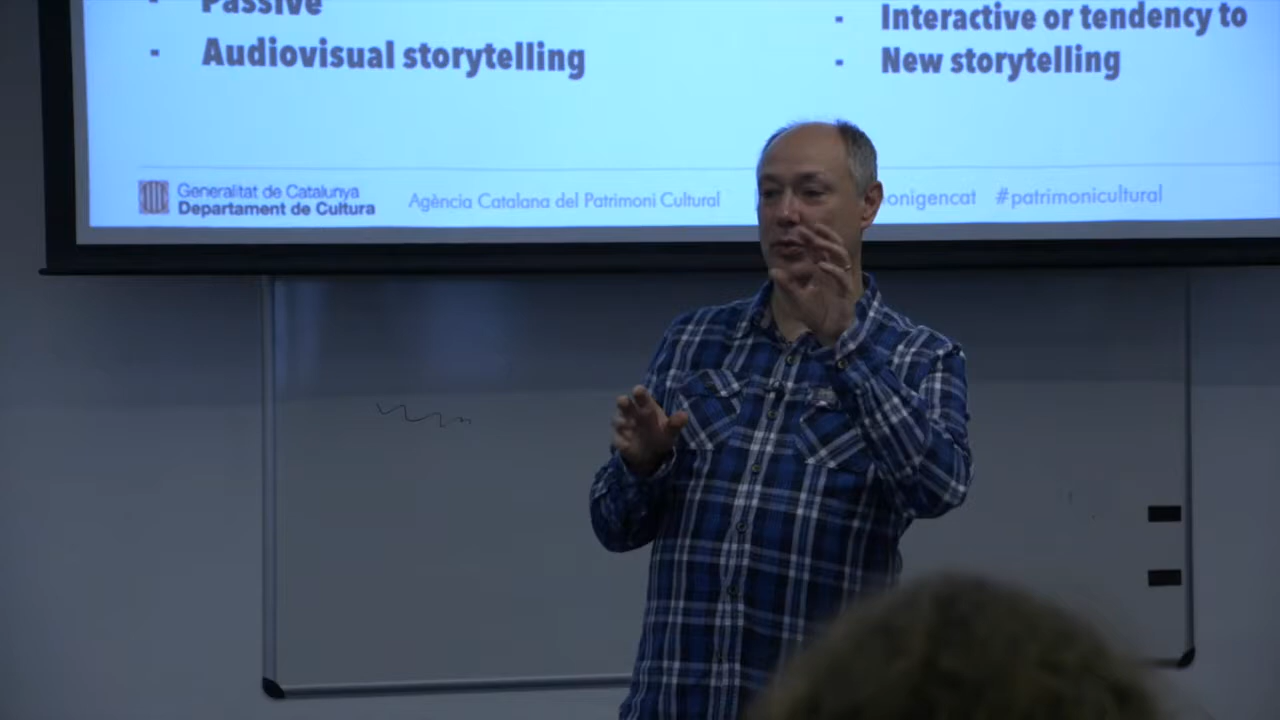 Passive
- Audiovisual storytelling
- Interactive or tendency to
- New storytelling
Generalitat de Catalunya
Departament de Cultura
Agència Catalana del Patrimoni Cultural
#patrimonicultural